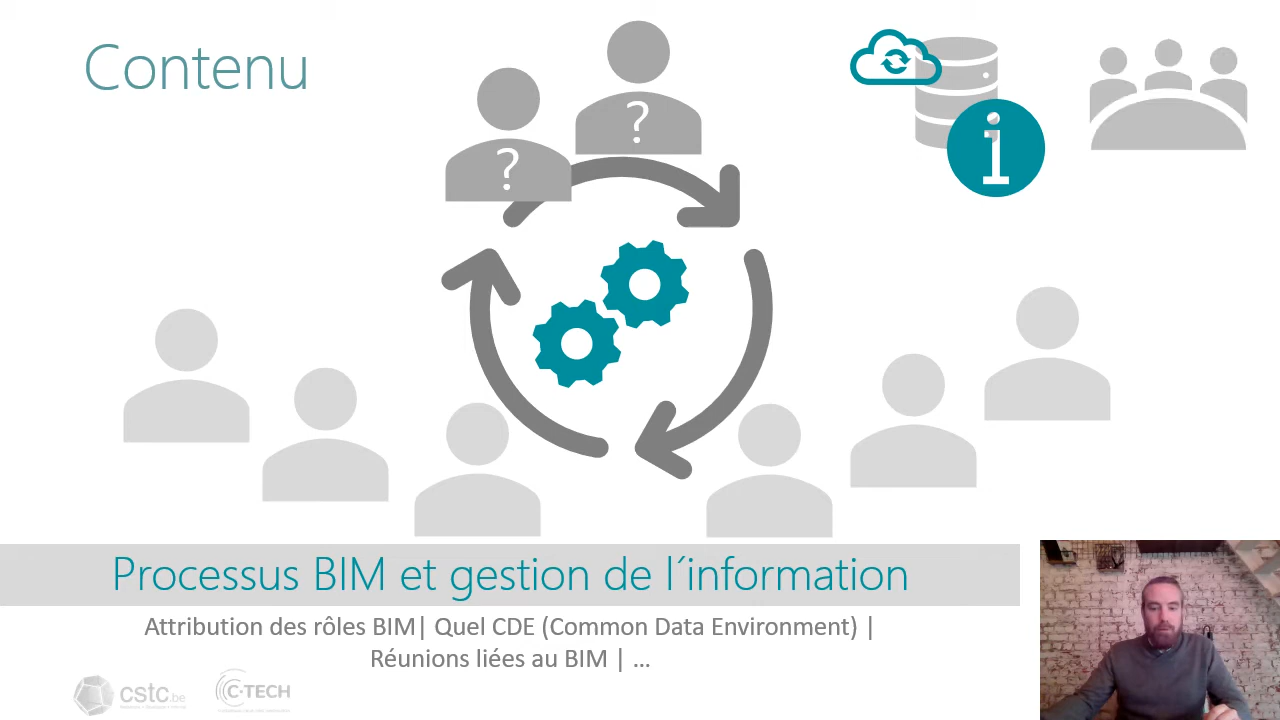 Contenu
?
?
i
Processus BIM et gestion de l´information
Attribution des rôles BIM| Quel CDE (Common Data Environment) |
Réunions liées au BIM | ...
cstc.be
C-TECH